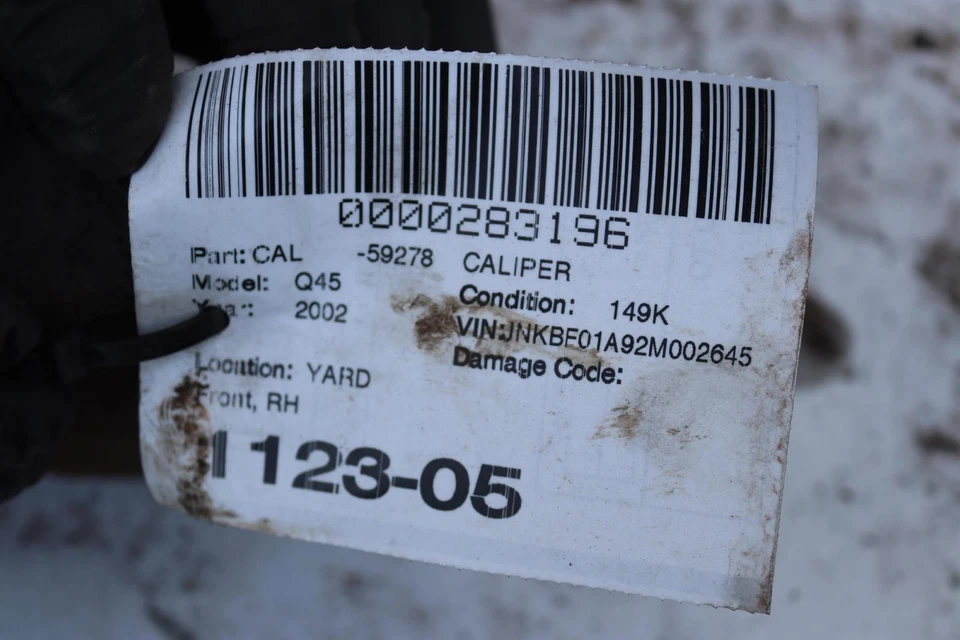 0000283196
Part: CAL -59278 CALIPER
Model: Q45 Condition: 149K
Year: 2002 VIN:JNKBF01A92M002645
Damage Code:
Location: YARD
Front, RH
1123-05